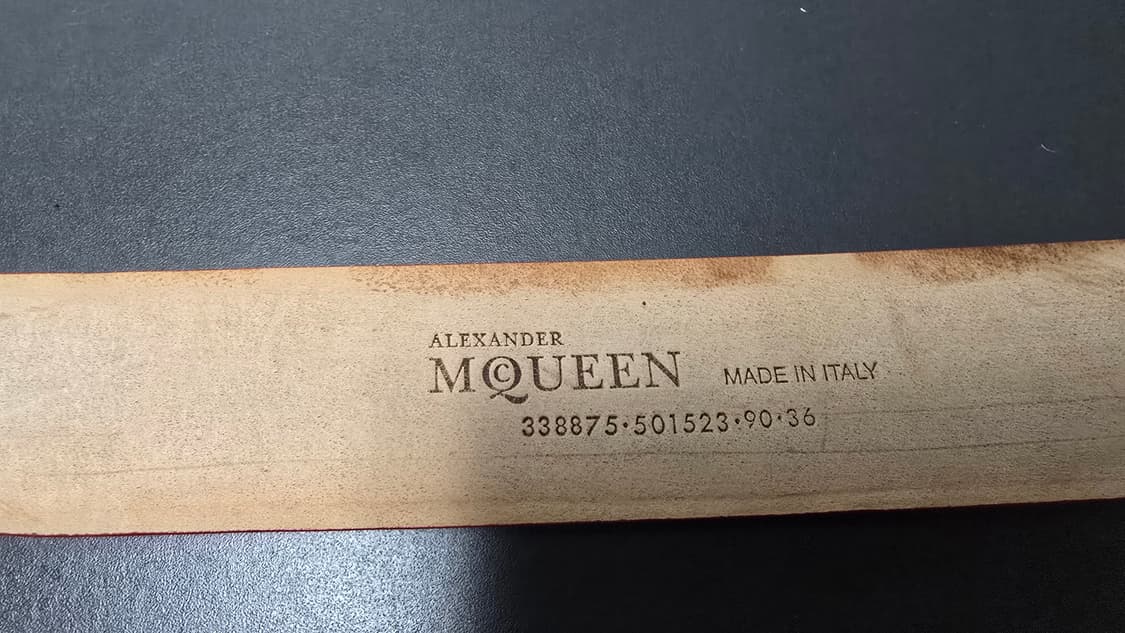 ALEXANDER
McQUEEN MADE IN ITALY
338875·501523·90·36